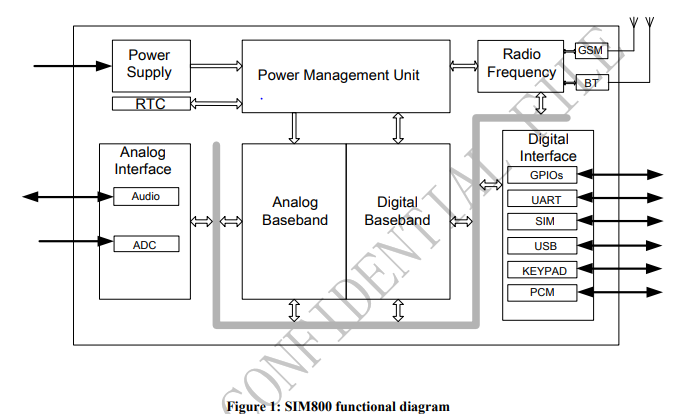 Power
Supply
RTC
Power Management Unit
Radio
Frequency
GSM
BT
Analog
Interface
Audio
ADC
Analog
Baseband
Digital
Baseband
Digital
Interface
GPIOs
UART
SIM
USB
KEYPAD
PCM
CONFIDENTIAL FILE
Figure 1: SIM800 functional diagram